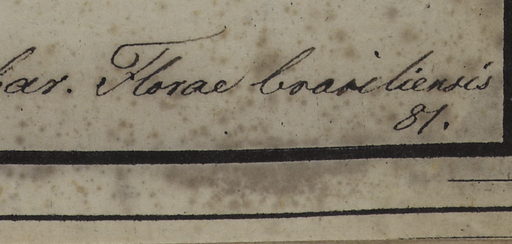 bar. Florae brasiliensis
81.